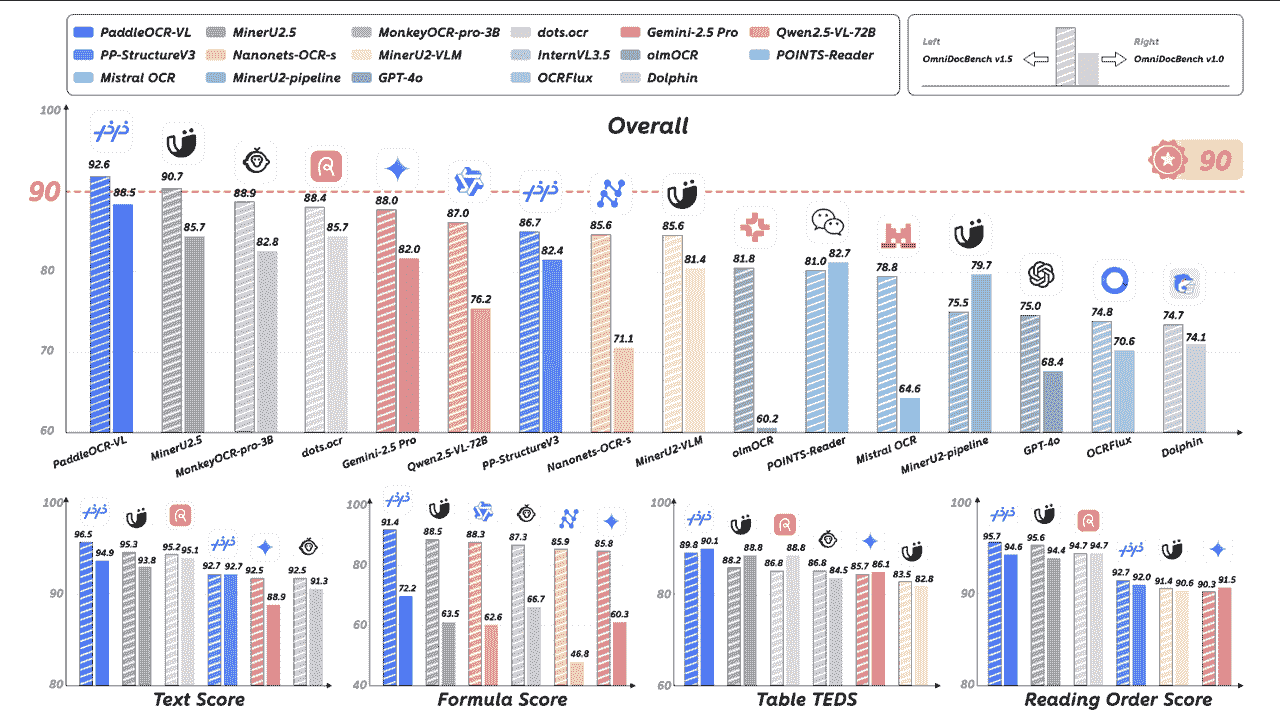 PaddleOCR-VL MinerU2.5 MonkeyOCR-pro-3B dots.ocr Gemini-2.5 Pro Qwen2.5-VL-72B
PP-StructureV3 Nanonets-OCR-s MinerU2-VLM InternVL3.5 olmOCR POINTS-Reader
Mistral OCR MinerU2-pipeline GPT-4o OCRFlux Dolphin
Left Right
OmniDocBench v1.5 OmniDocBench v1.0
Overall
100
90
80
70
60
90
92.6 88.5
90.7 85.7
88.9 82.8
88.4 85.7
88.0 82.0
87.0 76.2
86.7 82.4
85.6 71.1
85.6 81.4
81.8 60.2
81.0 82.7
78.8 64.6
75.5 79.7
75.0 68.4
74.8 70.6
74.7 74.1
PaddleOCR-VL
MinerU2.5
MonkeyOCR-pro-3B
dots.ocr
Gemini-2.5 Pro
Qwen2.5-VL-72B
PP-StructureV3
Nanonets-OCR-s
MinerU2-VLM
olmOCR
POINTS-Reader
Mistral OCR
MinerU2-pipeline
GPT-4o
OCRFlux
Dolphin
100
90
80
96.5 94.9
95.3 93.8
95.2 95.1
92.7 92.7
92.5 88.9
92.5 91.3
Text Score
100
80
60
40
91.4 72.2
88.5 63.5
88.3 62.6
87.3 66.7
85.9 46.8
85.8 60.3
Formula Score
100
80
60
89.8 90.1
88.2 88.8
86.8 88.8
86.8 84.5
85.7 86.1
83.5 82.8
Table TEDS
100
90
80
95.7 94.6
95.6 94.4
94.7 94.7
92.7 92.0
91.4 90.6
90.3 91.5
Reading Order Score